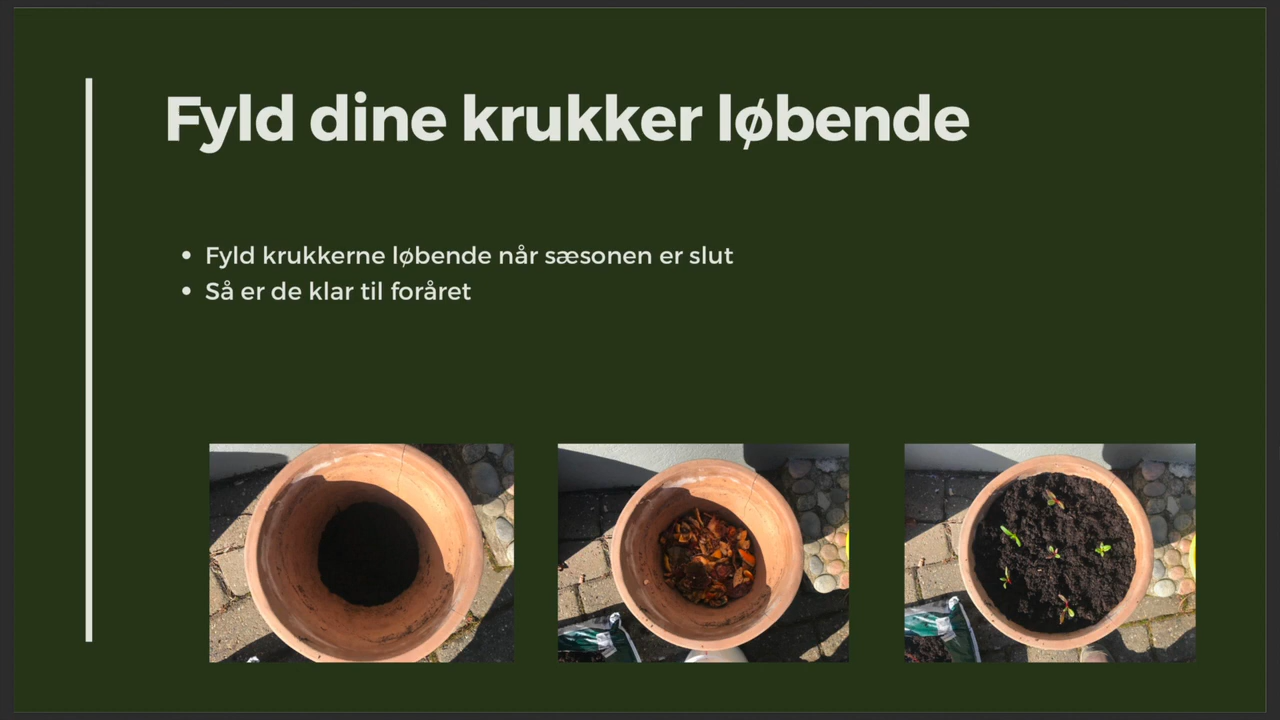 Fyld dine krukker løbende
Fyld krukkerne løbende når sæsonen er slut
Så er de klar til foråret